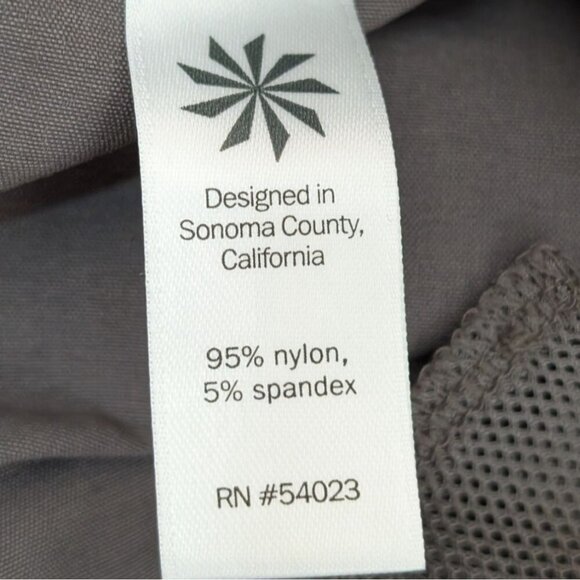 Designed in
Sonoma County,
California
95% nylon,
5% spandex
RN #54023